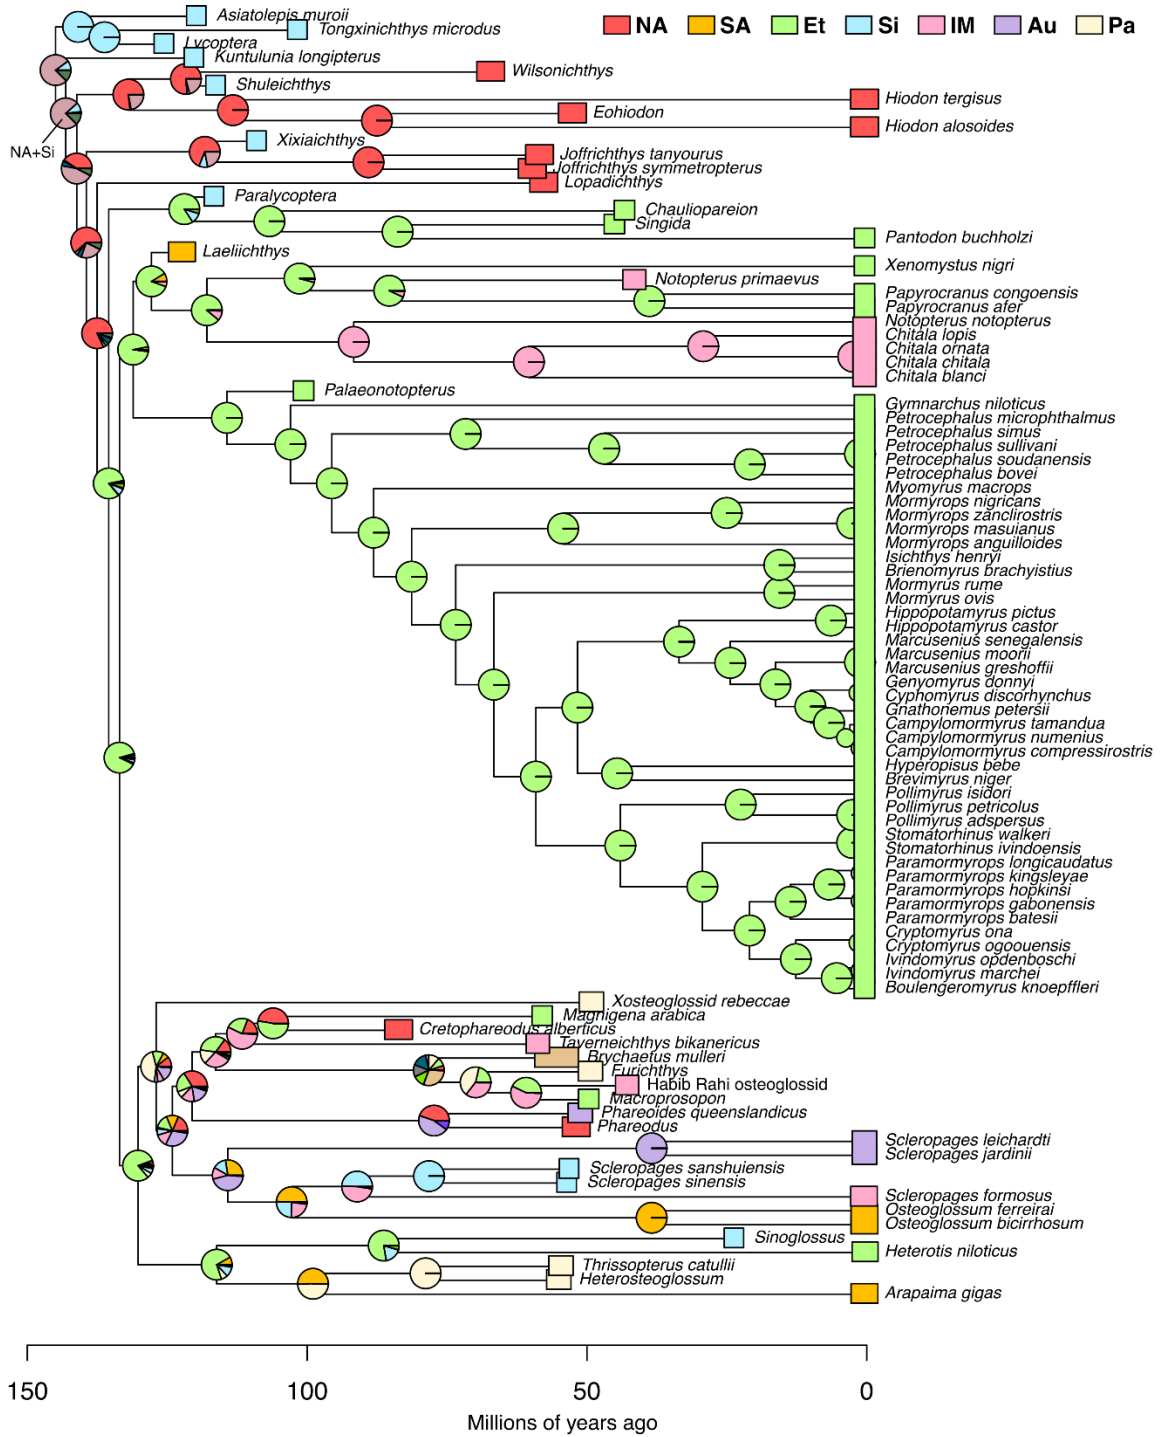 NA SA Et Si IM Au Pa
Asiatolepis muroii
Tongxinichthys microdus
Lycoptera
Kuntulunia longipterus
Wilsonichthys
Shuleichthys
Hiodon tergisus
Eohiodon
Hiodon alosoides
NA+Si
Xixiaichthys
Joffrichthys tanyourus
Joffrichthys symmetropterus
Lopadichthys
Paralycoptera
Chauliopareion
Singida
Pantodon buchholzi
Laeliichthys
Xenomystus nigri
Notopterus primaevus
Papyrocranus congoensis
Papyrocranus afer
Notopterus notopterus
Chitala lopis
Chitala ornata
Chitala chitala
Chitala blanci
Palaeonotopterus
Gymnarchus niloticus
Petrocephalus microphthalmus
Petrocephalus simus
Petrocephalus sullivani
Petrocephalus soudanensis
Petrocephalus bovei
Myomyrus macrops
Mormyrops nigricans
Mormyrops zanclirostris
Mormyrops masuianus
Mormyrops anguilloides
Isichthys henryi
Brienomyrus brachyistius
Mormyrus rume
Mormyrus ovis
Hippopotamyrus pictus
Hippopotamyrus castor
Marcusenius senegalensis
Marcusenius moorii
Marcusenius greshoffii
Genyomyrus donnyi
Cyphomyrus discorhynchus
Gnathonemus petersii
Campylomormyrus tamandua
Campylomormyrus numenius
Campylomormyrus compressirostris
Hyperopisus bebe
Brevimyrus niger
Pollimyrus isidori
Pollimyrus petricolus
Pollimyrus adspersus
Stomatorhinus walkeri
Stomatorhinus ivindoensis
Paramormyrops longicaudatus
Paramormyrops kingsleyae
Paramormyrops hopkinsi
Paramormyrops gabonensis
Paramormyrops batesii
Cryptomyrus ona
Cryptomyrus ogoouensis
Ivindomyrus opdenboschi
Ivindomyrus marchei
Boulengeromyrus knoepffleri
Xosteoglossid rebeccae
Magnigena arabica
Cretophareodus alberticus
Taverneichthys bikanericus
Brychaetus mulleri
Furichthys
Habib Rahi osteoglossid
Macroprosopon
Phareoides queenslandicus
Phareodus
Scleropages leichardti
Scleropages jardinii
Scleropages sanshuiensis
Scleropages sinensis
Scleropages formosus
Osteoglossum ferreirai
Osteoglossum bicirrhosum
Sinoglossus
Heterotis niloticus
Thrissopterus catullii
Heterosteoglossum
Arapaima gigas
150 100 50 0
Millions of years ago